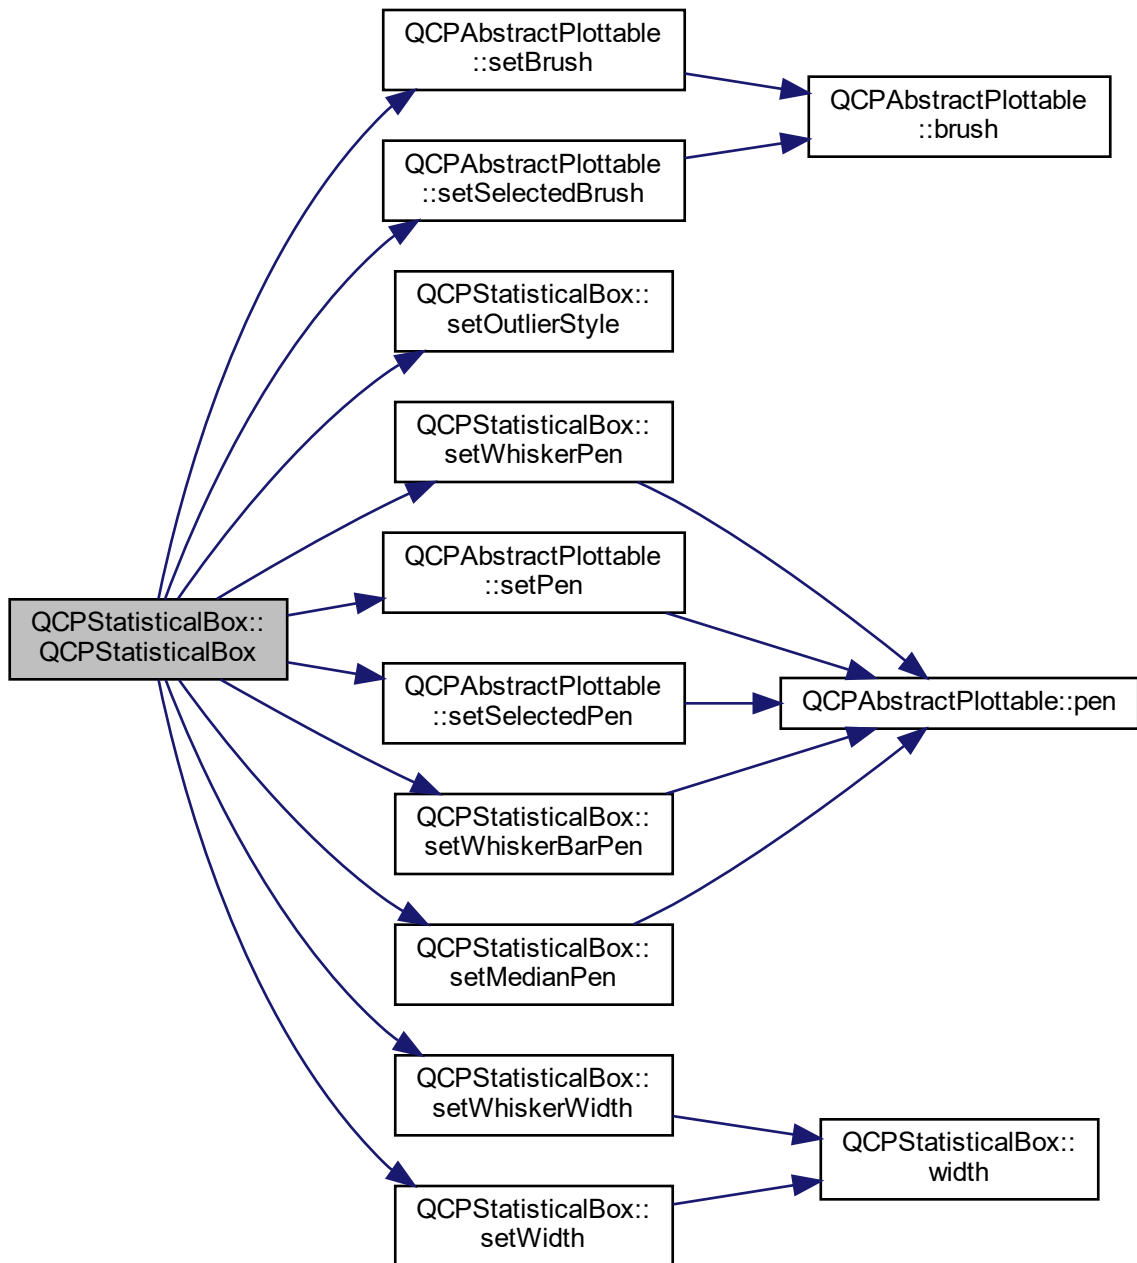 QCPAbstractPlottable
::setBrush
QCPAbstractPlottable
::brush
QCPAbstractPlottable
::setSelectedBrush
QCPStatisticalBox::
setOutlierStyle
QCPStatisticalBox::
setWhiskerPen
QCPAbstractPlottable
::setPen
QCPStatisticalBox::
QCPStatisticalBox
QCPAbstractPlottable
::setSelectedPen
QCPAbstractPlottable::pen
QCPStatisticalBox::
setWhiskerBarPen
QCPStatisticalBox::
setMedianPen
QCPStatisticalBox::
setWhiskerWidth
QCPStatisticalBox::
width
QCPStatisticalBox::
setWidth